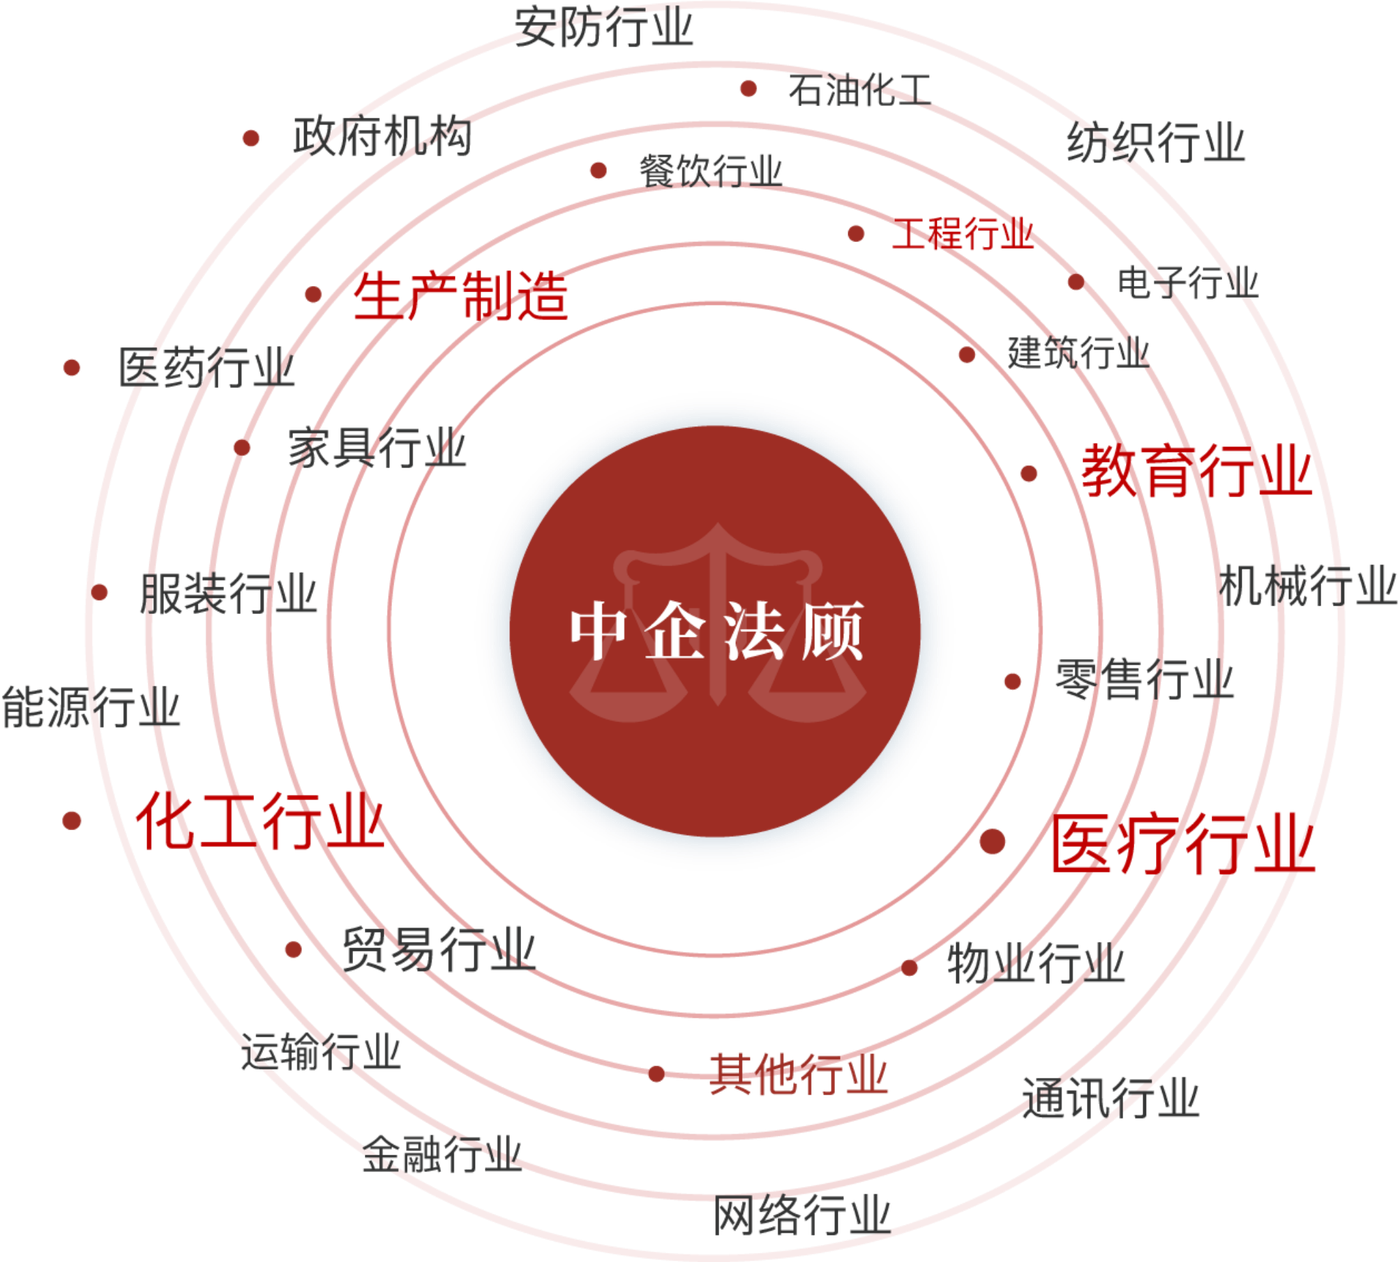 安防行业
石油化工
政府机构
纺织行业
餐饮行业
工程行业
电子行业
生产制造
建筑行业
医药行业
家具行业
教育行业
机械行业
服装行业
中企法顾
零售行业
能源行业
化工行业
医疗行业
贸易行业
物业行业
运输行业
其他行业
通讯行业
金融行业
网络行业